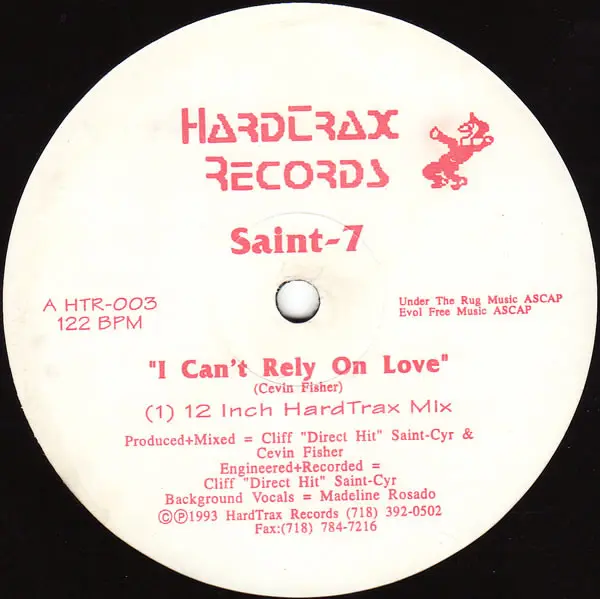 HardTrax
Records
Saint-7
A HTR-003
122 BPM
Under The Rug Music ASCAP
Evol Free Music ASCAP
"I Can't Rely On Love"
(Cevin Fisher)
(1) 12 Inch HardTrax Mix
Produced+Mixed = Cliff "Direct Hit" Saint-Cyr &
Cevin Fisher
Engineered+Recorded =
Cliff "Direct Hit" Saint-Cyr
Background Vocals = Madeline Rosado
©℗1993 HardTrax Records (718) 392-0502
Fax:(718) 784-7216